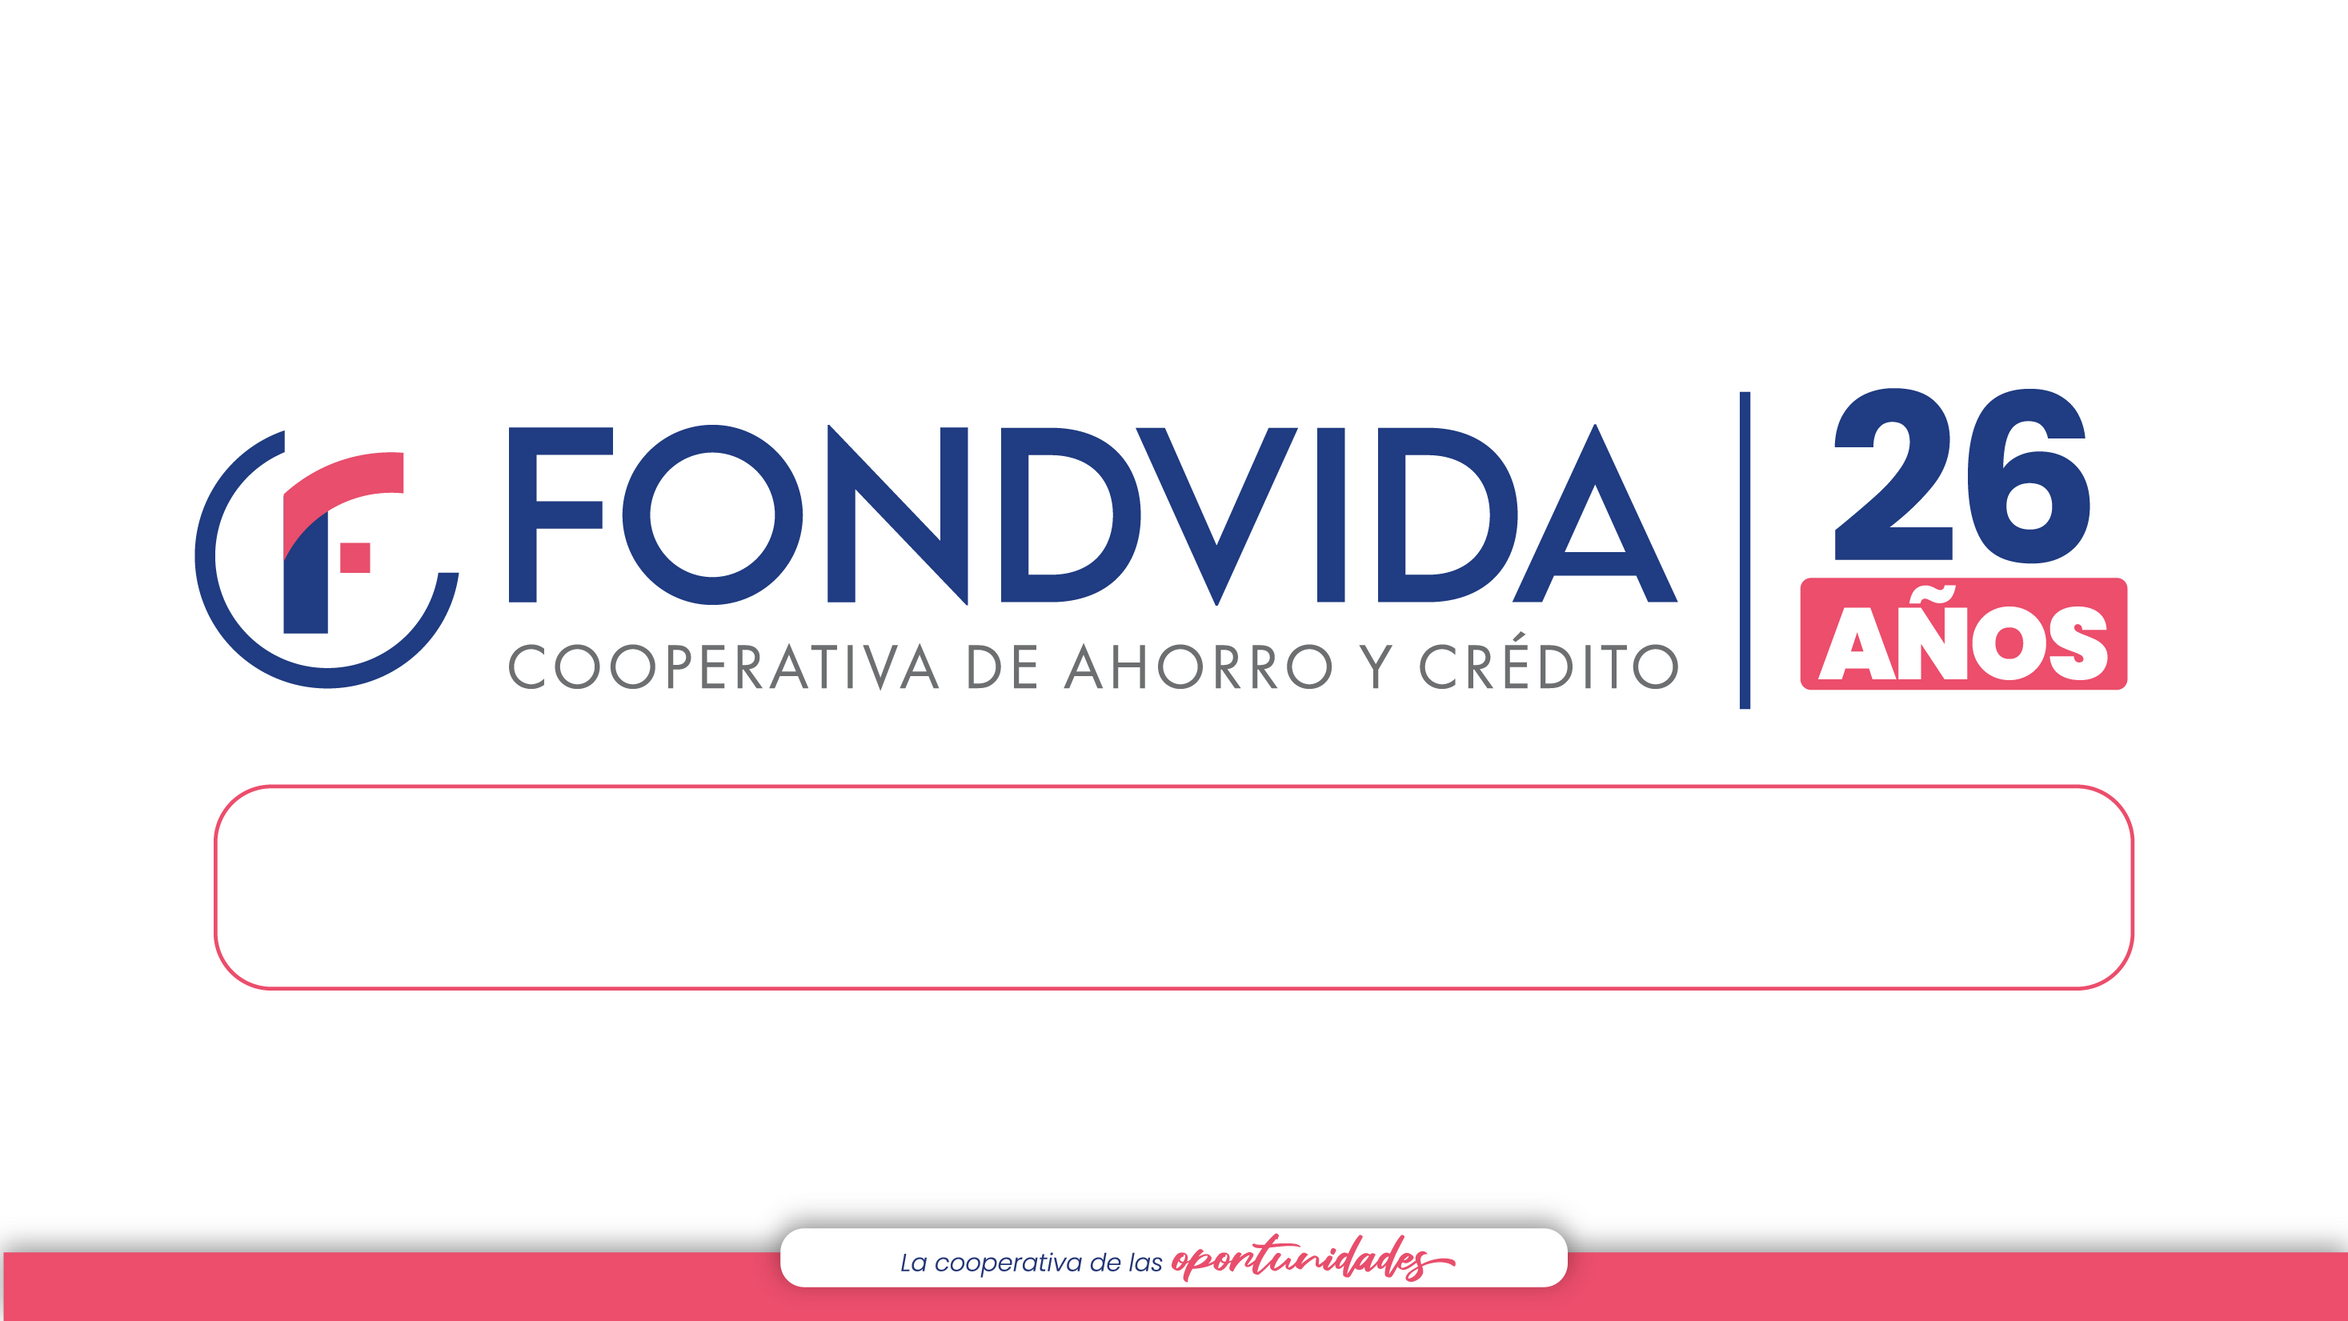 FONDVIDA
COOPERATIVA DE AHORRO Y CRÉDITO
26
AÑOS
La cooperativa de las oportunidades